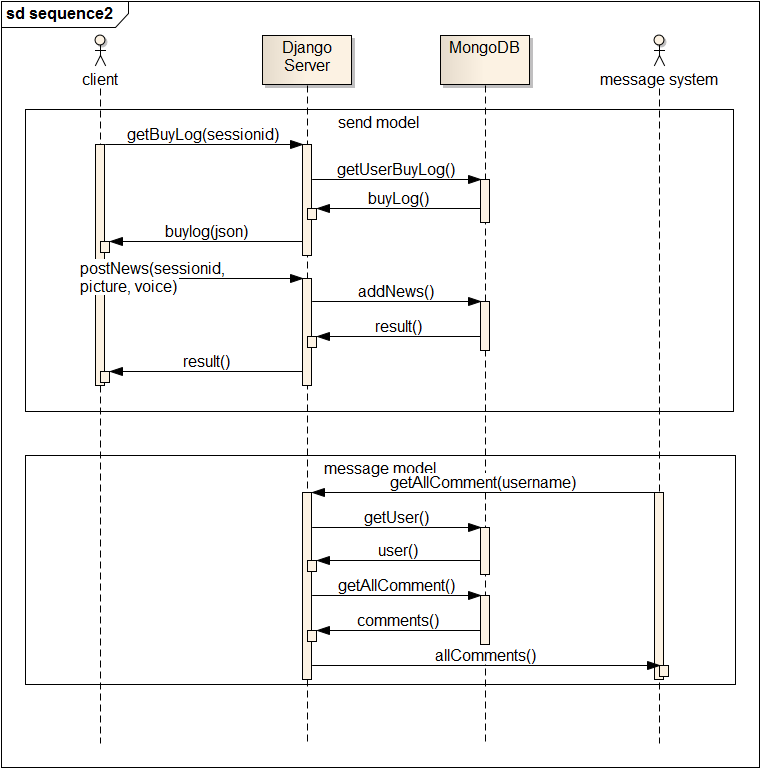 sd sequence2
client
Django
Server
MongoDB
message system
send model
getBuyLog(sessionid)
getUserBuyLog()
buyLog()
buylog(json)
postNews(sessionid,
picture, voice)
addNews()
result()
result()
message model
getAllComment(username)
getUser()
user()
getAllComment()
comments()
allComments()